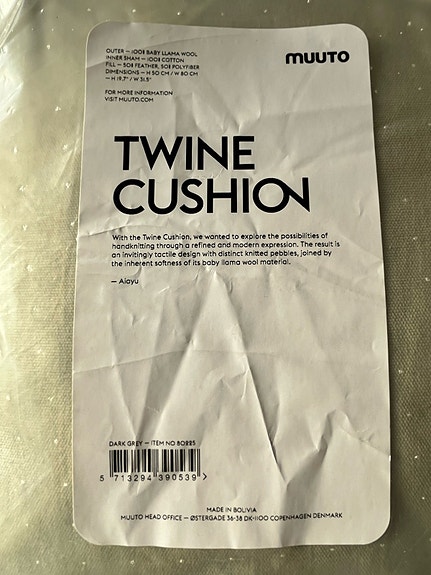 OUTER — 100% BABY LLAMA WOOL
INNER SHAM — 100% COTTON
FILL — 50% FEATHER, 50% POLYFIBER
DIMENSIONS — H 50 CM / W 80 CM
— H 19,7" / W 31.5"
FOR MORE INFORMATION
VISIT MUUTO.COM
muuto
TWINE
CUSHION
With the Twine Cushion, we wanted to explore the possibilities of
handknitting through a refined and modern expression. The result is
an invitingly tactile design with distinct knitted pebbles, joined by
the inherent softness of its baby llama wool material.
— Aiayu
DARK GREY — ITEM NO 80225
5 713294 390539 >
MADE IN BOLIVIA
MUUTO HEAD OFFICE — ØSTERGADE 36-38 DK-1100 COPENHAGEN DENMARK